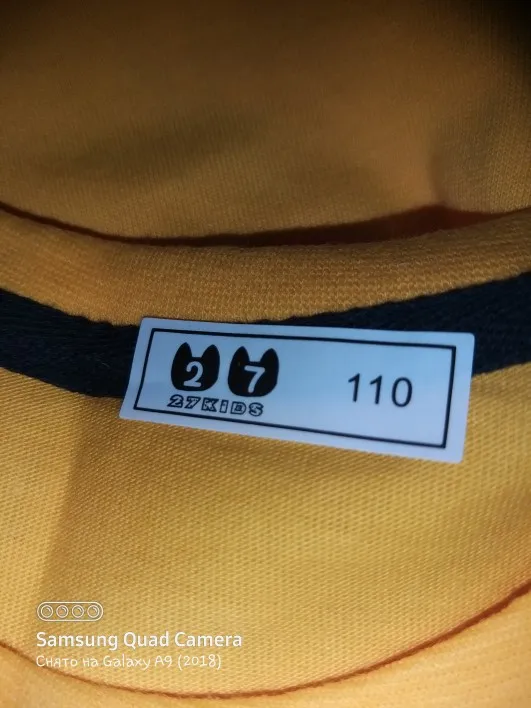 2 7
27KIDS
110
Samsung Quad Camera
Снято на Galaxy A9 (2018)